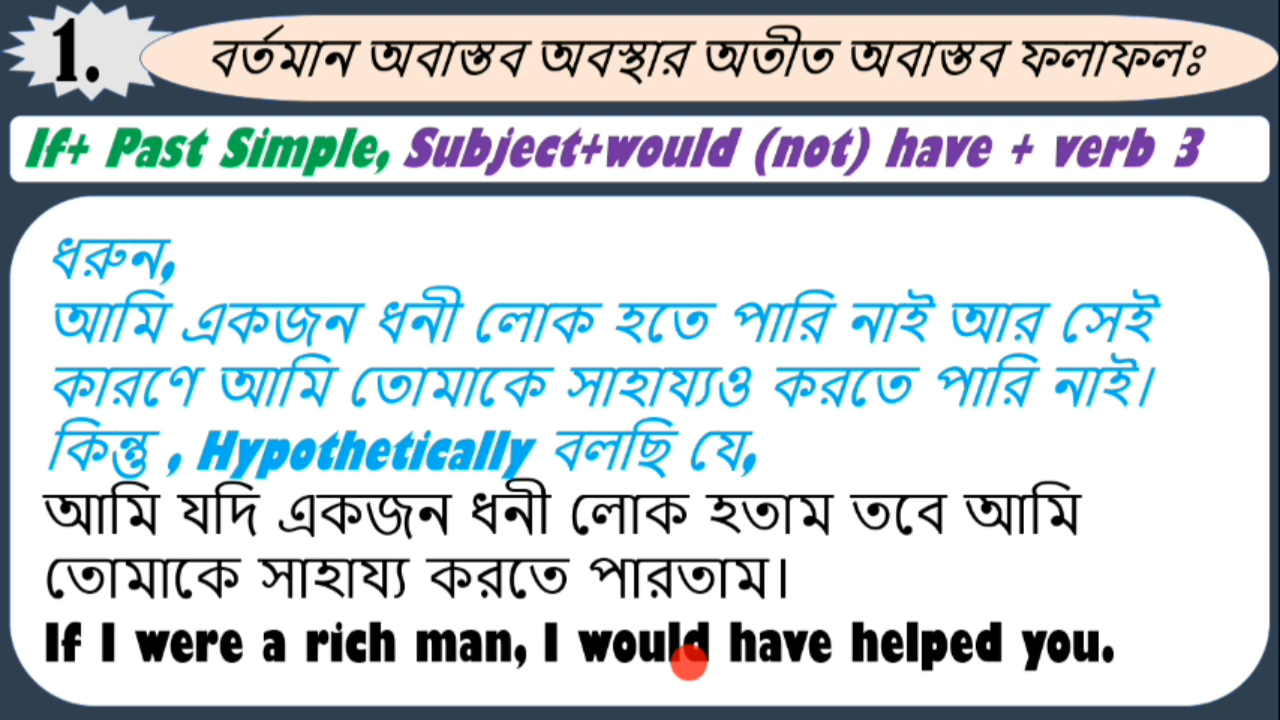 1.
বর্তমান অবাস্তব অবস্থার অতীত অবাস্তব ফলাফলঃ
If+ Past Simple, Subject+would (not) have + verb 3
ধরুন,
আমি একজন ধনী লোক হতে পারি নাই আর সেই
কারণে আমি তোমাকে সাহায্যও করতে পারি নাই।
কিন্তু , Hypothetically বলছি যে,
আমি যদি একজন ধনী লোক হতাম তবে আমি
তোমাকে সাহায্য করতে পারতাম।
If I were a rich man, I would have helped you.